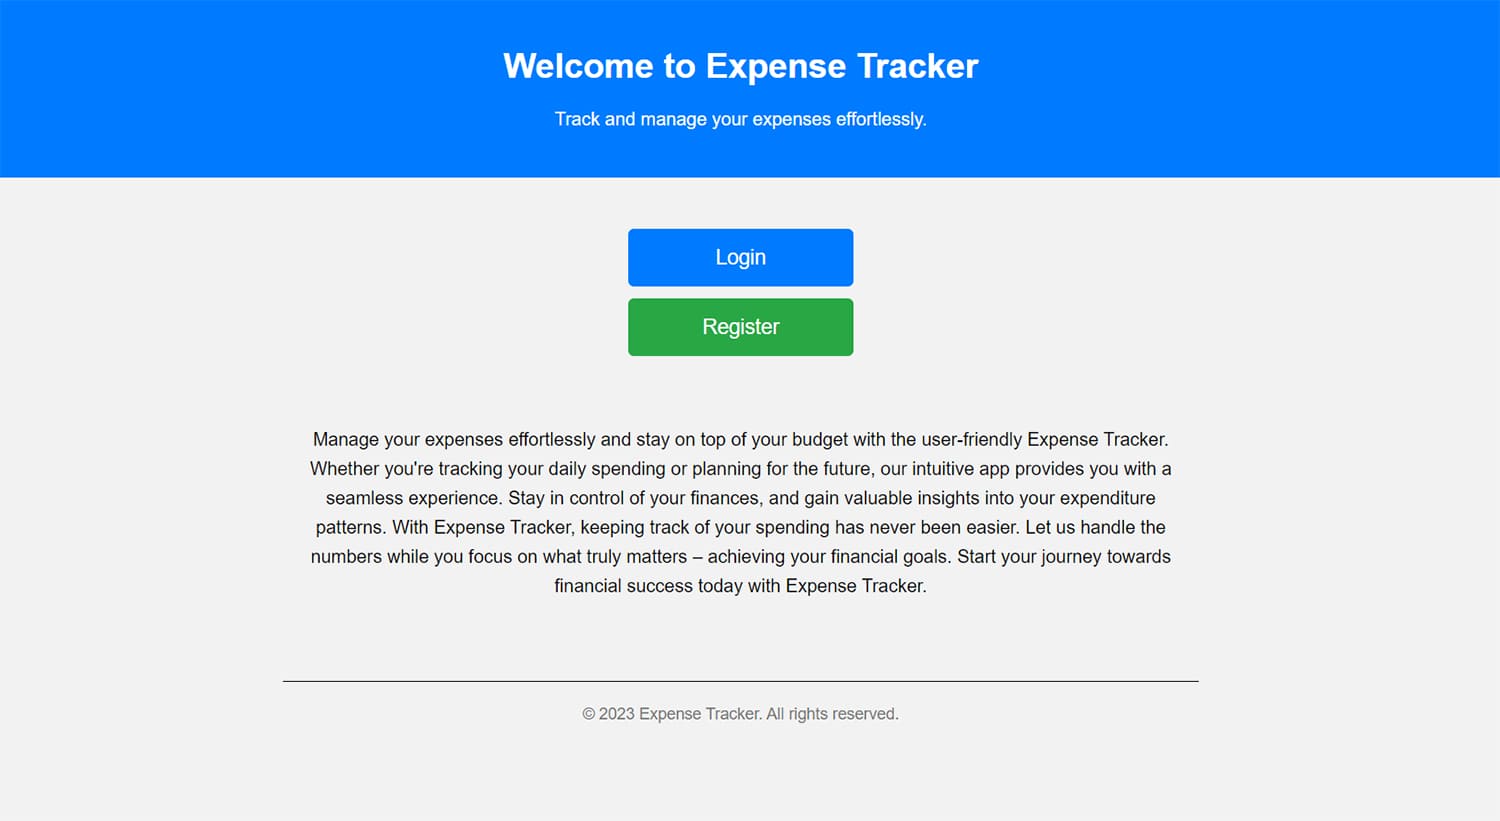 Welcome to Expense Tracker
Track and manage your expenses effortlessly.
Login
Register
Manage your expenses effortlessly and stay on top of your budget with the user-friendly Expense Tracker.
Whether you're tracking your daily spending or planning for the future, our intuitive app provides you with a
seamless experience. Stay in control of your finances, and gain valuable insights into your expenditure
patterns. With Expense Tracker, keeping track of your spending has never been easier. Let us handle the
numbers while you focus on what truly matters – achieving your financial goals. Start your journey towards
financial success today with Expense Tracker.
© 2023 Expense Tracker. All rights reserved.